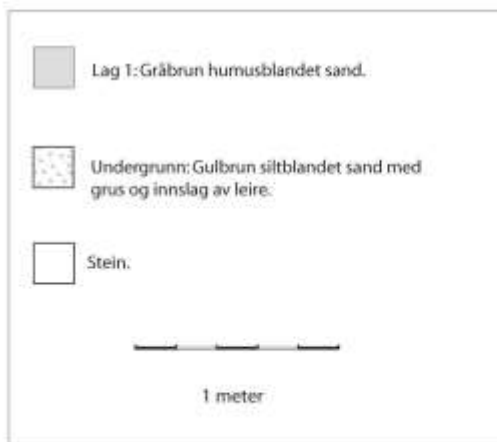 Lag 1: Gråbrun humusblandet sand.
Undergrunn: Gulbrun siltblandet sand med
grus og innslag av leire.
Stein.
1 meter